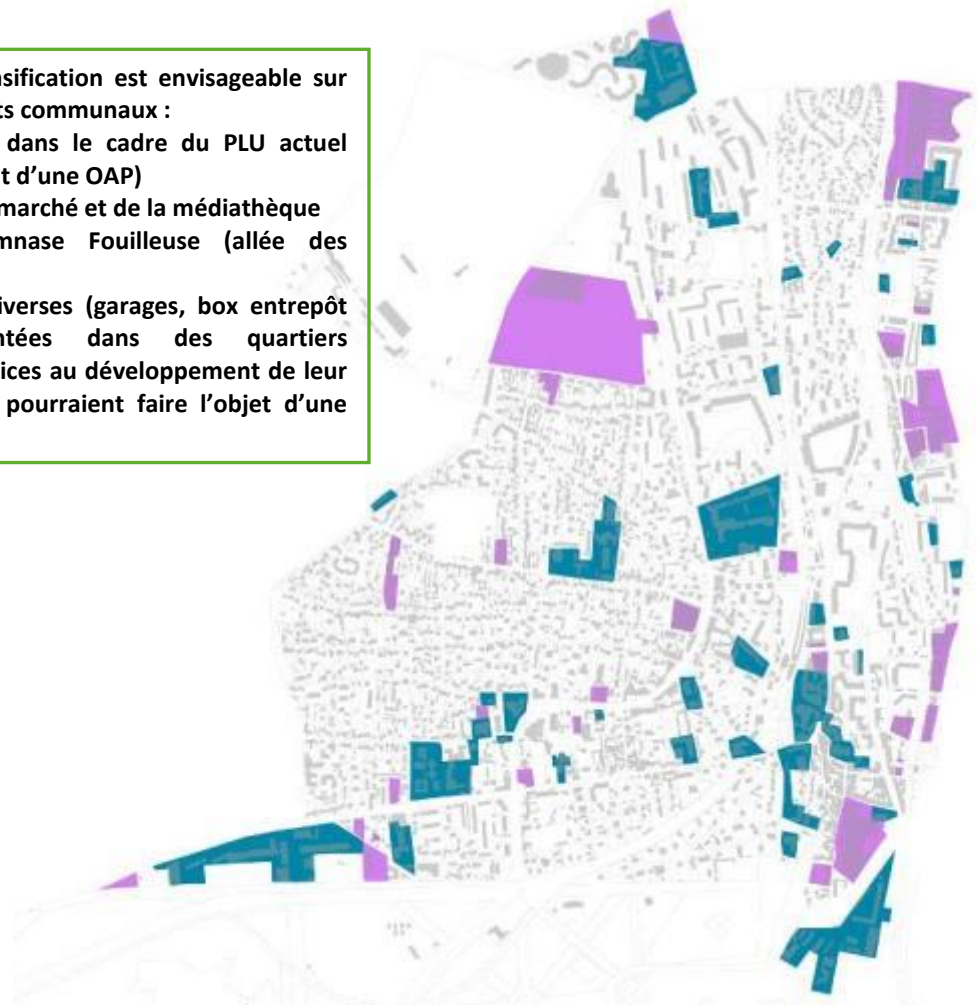 nsification est envisageable sur
ts communaux :
dans le cadre du PLU actuel
t d'une OAP)
marché et de la médiathèque
mnase Fouilleuse (allée des
iverses (garages, box entrepôt
ntées dans des quartiers
ices au développement de leur
pourraient faire l'objet d'une